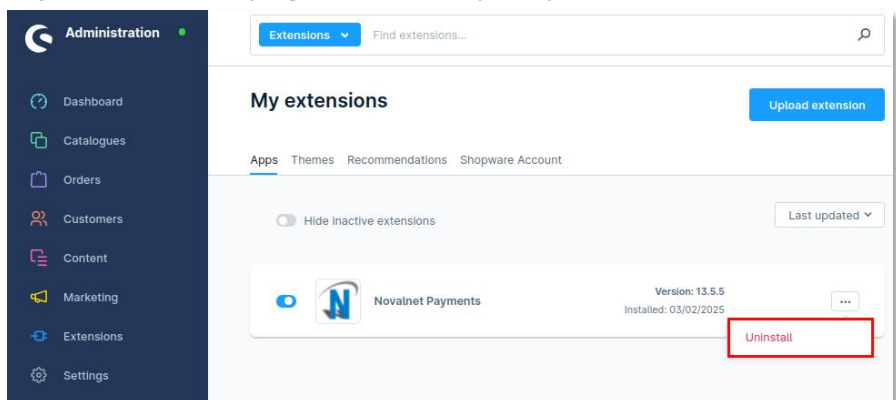 Administration
Extensions
Find extensions...
Dashboard
Catalogues
Orders
Customers
Content
Marketing
Extensions
Settings
My extensions
Upload extension
Apps Themes Recommendations Shopware Account
Hide inactive extensions
Last updated
N
Novalnet Payments
Version: 13.5.5
Installed: 03/02/2025
...
Uninstall